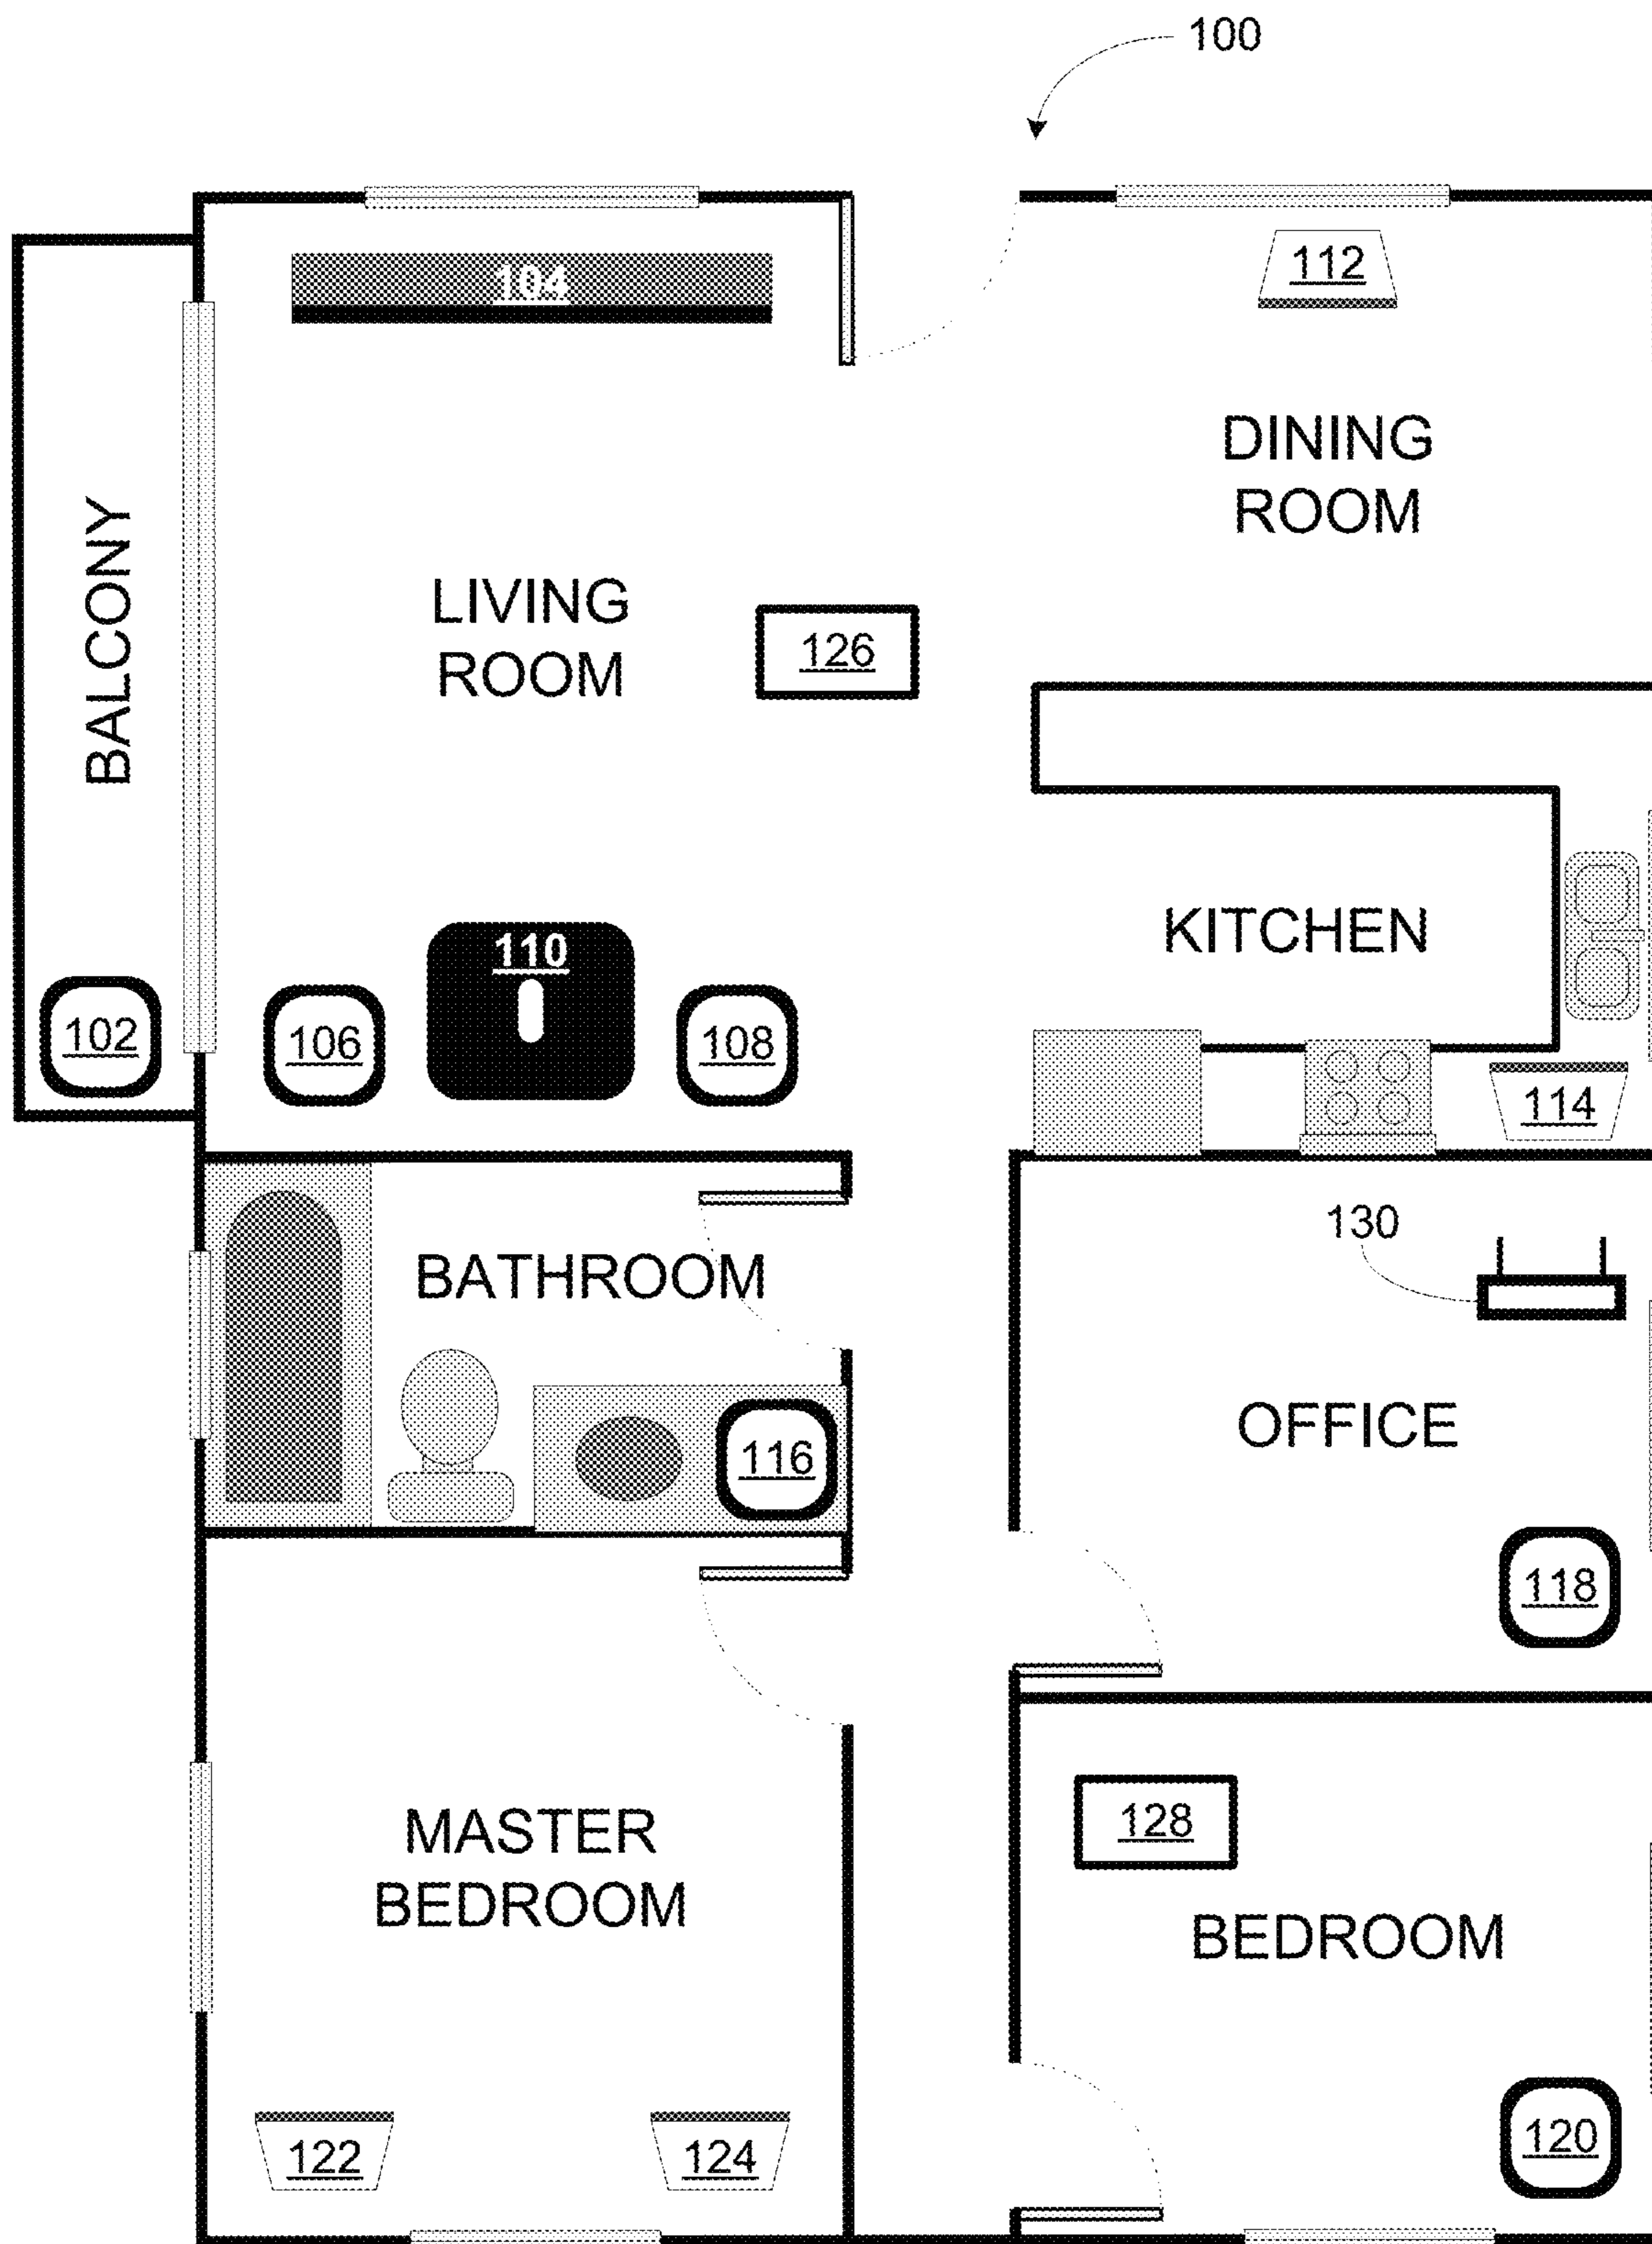 100
104
112
DINING
ROOM
BALCONY
LIVING
ROOM
126
KITCHEN
110
102
106
108
114
130
BATHROOM
OFFICE
116
118
128
MASTER
BEDROOM
BEDROOM
122
124
120